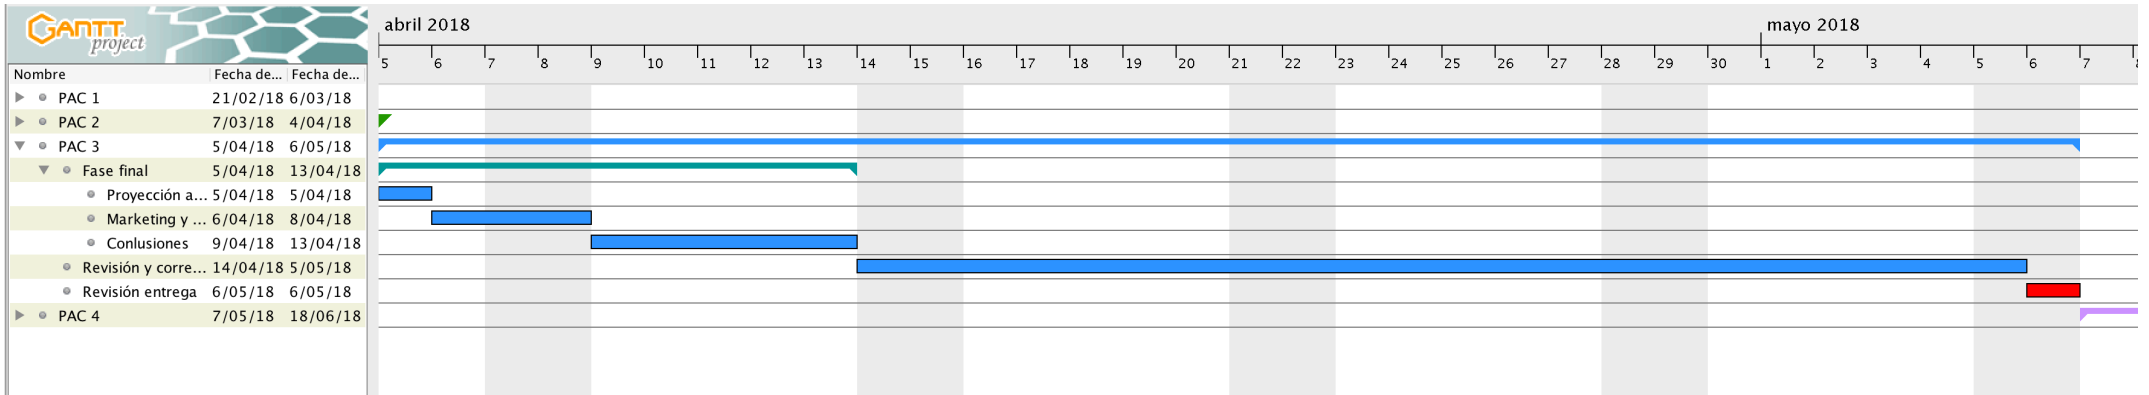 GANTT project
abril 2018 mayo 2018
5 6 7 8 9 10 11 12 13 14 15 16 17 18 19 20 21 22 23 24 25 26 27 28 29 30 1 2 3 4 5 6 7 8
Nombre Fecha de... Fecha de...
PAC 1 21/02/18 6/03/18
PAC 2 7/03/18 4/04/18
PAC 3 5/04/18 6/05/18
Fase final 5/04/18 13/04/18
Proyección a... 5/04/18 5/04/18
Marketing y ... 6/04/18 8/04/18
Conlusiones 9/04/18 13/04/18
Revisión y corre... 14/04/18 5/05/18
Revisión entrega 6/05/18 6/05/18
PAC 4 7/05/18 18/06/18